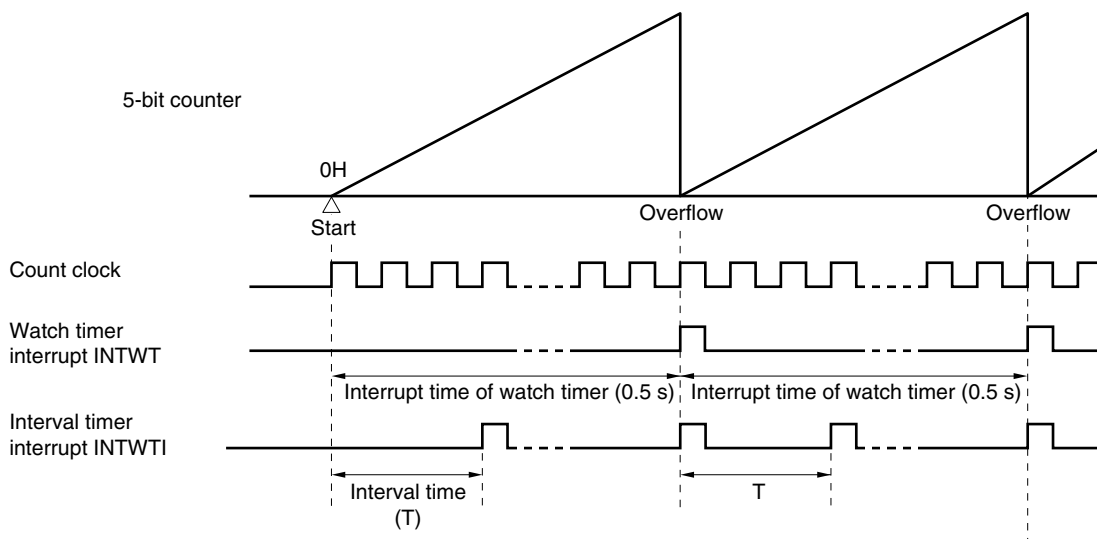 5-bit counter
0H
Start
Overflow
Overflow
Count clock
Watch timer
interrupt INTWT
Interrupt time of watch timer (0.5 s)
Interrupt time of watch timer (0.5 s)
Interval timer
interrupt INTWTI
Interval time
(T)
T